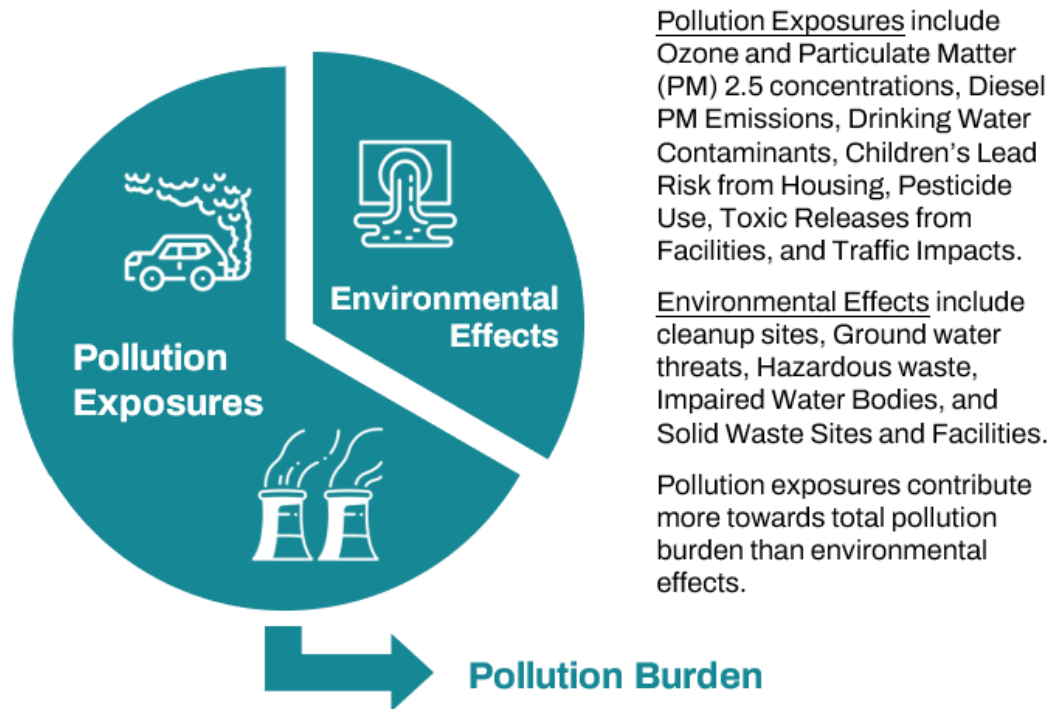 Pollution
Exposures
Environmental
Effects
Pollution Burden
Pollution Exposures include
Ozone and Particulate Matter
(PM) 2.5 concentrations, Diesel
PM Emissions, Drinking Water
Contaminants, Children’s Lead
Risk from Housing, Pesticide
Use, Toxic Releases from
Facilities, and Traffic Impacts.
Environmental Effects include
cleanup sites, Ground water
threats, Hazardous waste,
Impaired Water Bodies, and
Solid Waste Sites and Facilities.
Pollution exposures contribute
more towards total pollution
burden than environmental
effects.